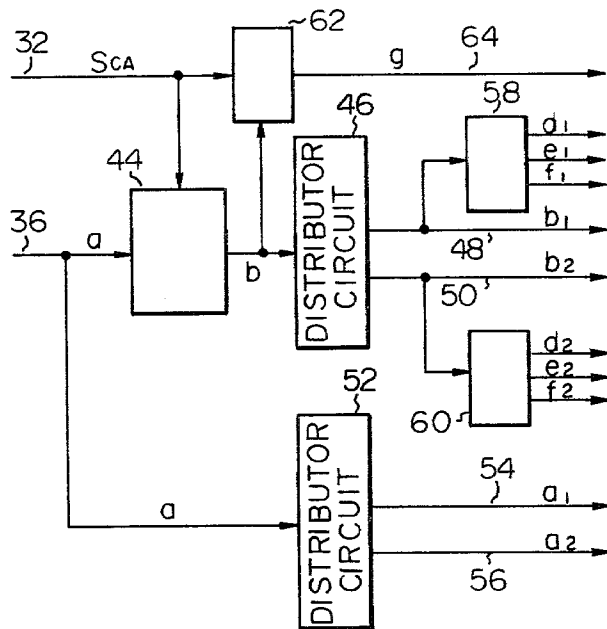 62
32
SCA
g
64
46
58
d1
e1
f1
44
DISTRIBUTOR
CIRCUIT
36
a
b
48
b1
50
b2
52
d2
e2
f2
60
DISTRIBUTOR
CIRCUIT
54
a1
a
a2
56